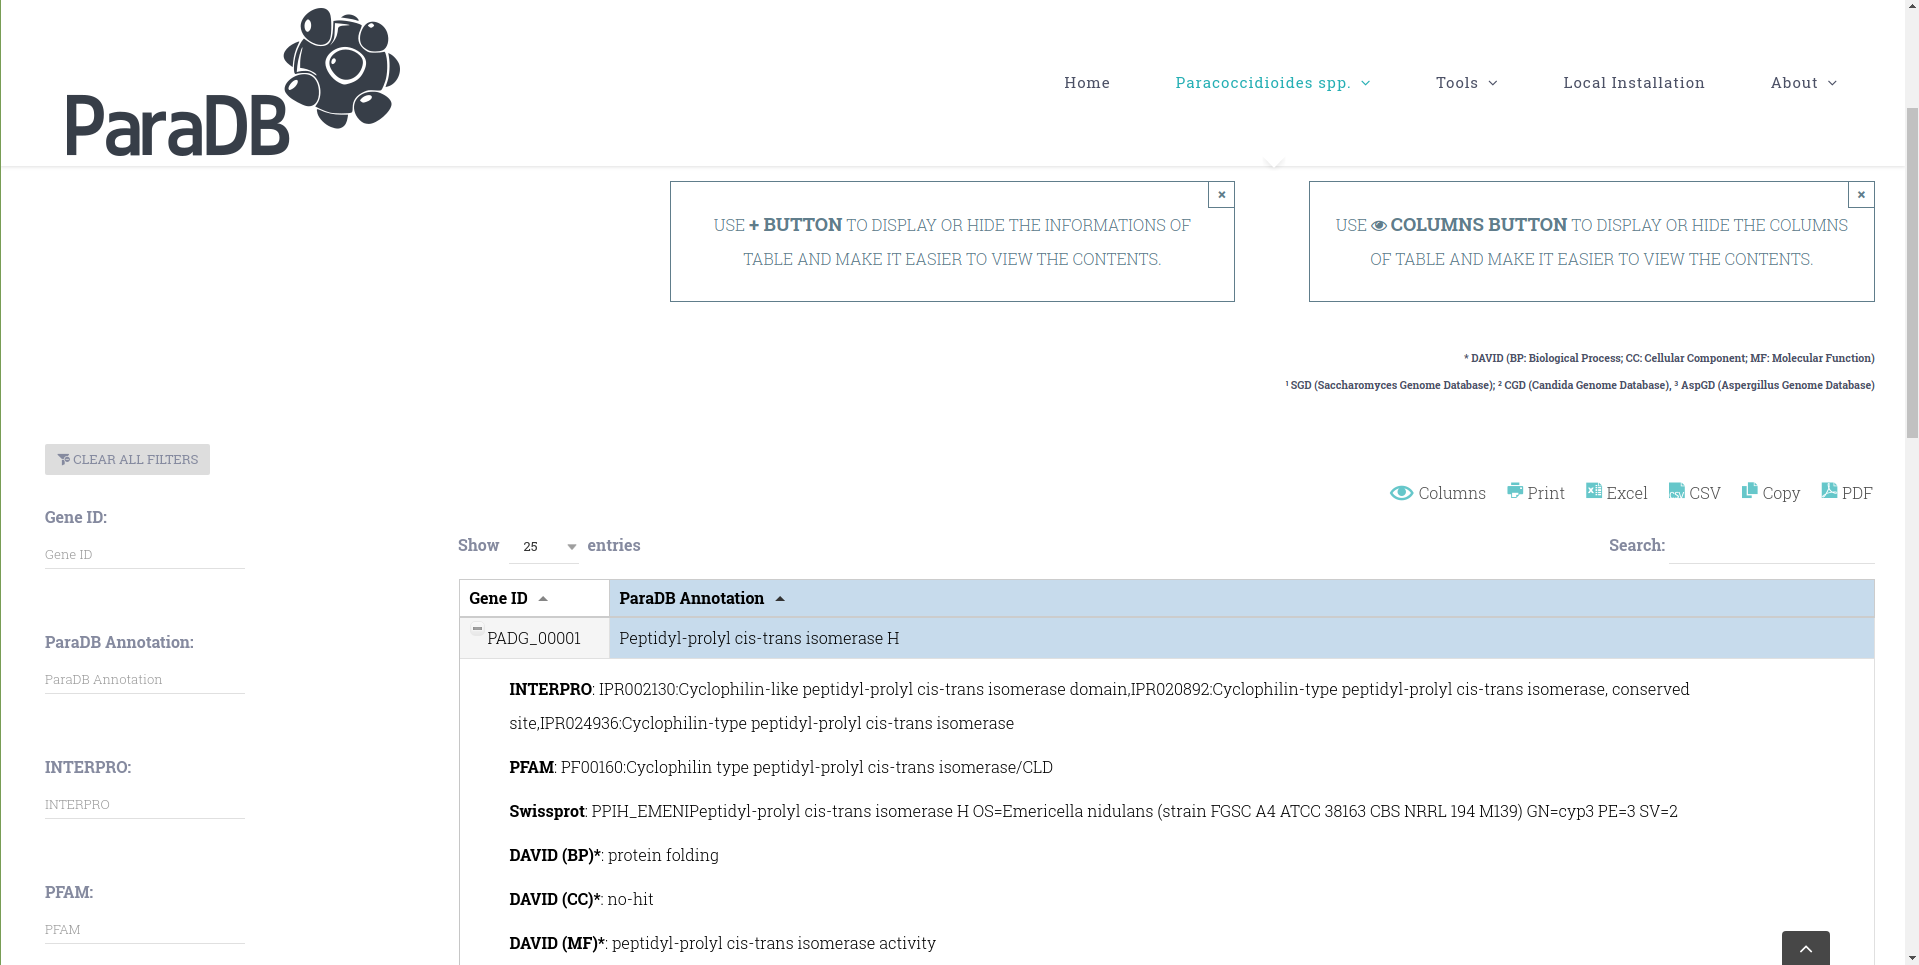 ParaDB
Home
Paracoccidioides spp.
Tools
Local Installation
About
×
USE + BUTTON TO DISPLAY OR HIDE THE INFORMATIONS OF
TABLE AND MAKE IT EASIER TO VIEW THE CONTENTS.
×
USE COLUMNS BUTTON TO DISPLAY OR HIDE THE COLUMNS
OF TABLE AND MAKE IT EASIER TO VIEW THE CONTENTS.
* DAVID (BP: Biological Process; CC: Cellular Component; MF: Molecular Function)
¹ SGD (Saccharomyces Genome Database); ² CGD (Candida Genome Database), ³ AspGD (Aspergillus Genome Database)
CLEAR ALL FILTERS
Gene ID:
Gene ID
ParaDB Annotation:
ParaDB Annotation
INTERPRO:
INTERPRO
PFAM:
PFAM
Columns
Print
Excel
CSV
Copy
PDF
Show 25 entries
Search:
Gene ID
ParaDB Annotation
PADG_00001
Peptidyl-prolyl cis-trans isomerase H
INTERPRO: IPR002130:Cyclophilin-like peptidyl-prolyl cis-trans isomerase domain,IPR020892:Cyclophilin-type peptidyl-prolyl cis-trans isomerase, conserved
site,IPR024936:Cyclophilin-type peptidyl-prolyl cis-trans isomerase
PFAM: PF00160:Cyclophilin type peptidyl-prolyl cis-trans isomerase/CLD
Swissprot: PPIH_EMENIPeptidyl-prolyl cis-trans isomerase H OS=Emericella nidulans (strain FGSC A4 ATCC 38163 CBS NRRL 194 M139) GN=cyp3 PE=3 SV=2
DAVID (BP)*: protein folding
DAVID (CC)*: no-hit
DAVID (MF)*: peptidyl-prolyl cis-trans isomerase activity